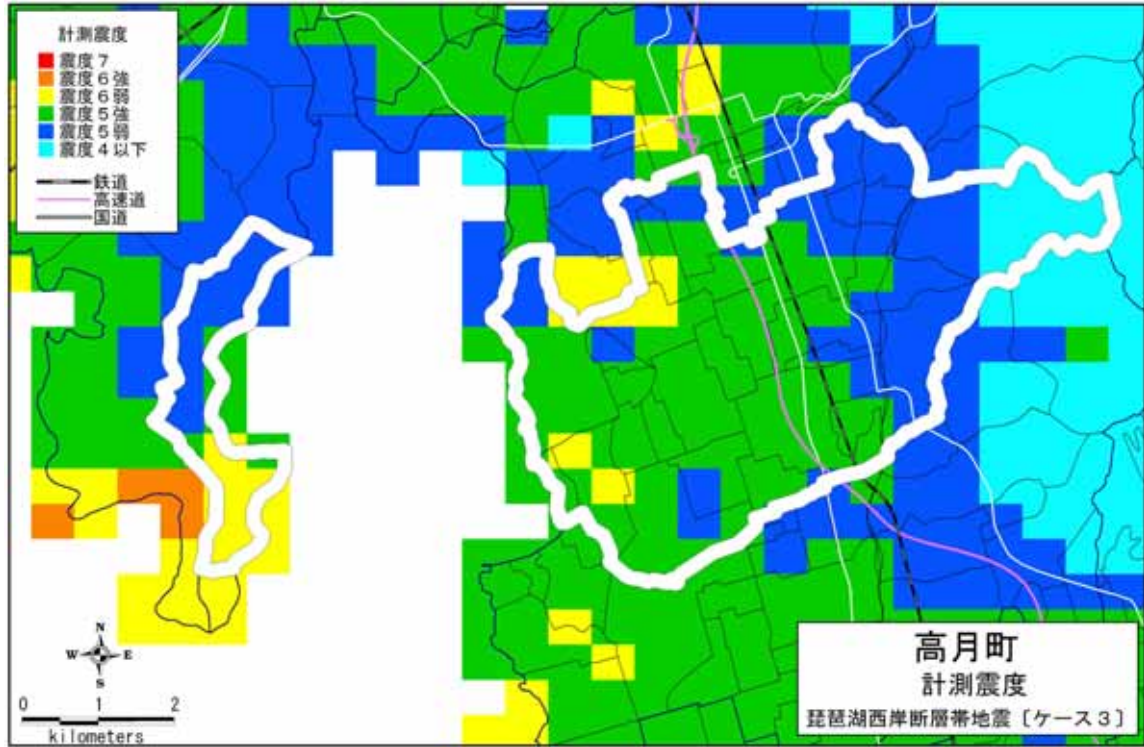 計測震度
震度７
震度６強
震度６弱
震度５強
震度５弱
震度４以下
鉄道
高速道
国道
N
W E
S
0 1 2
kilometers
高月町
計測震度
琵琶湖西岸断層帯地震〔ケース３〕